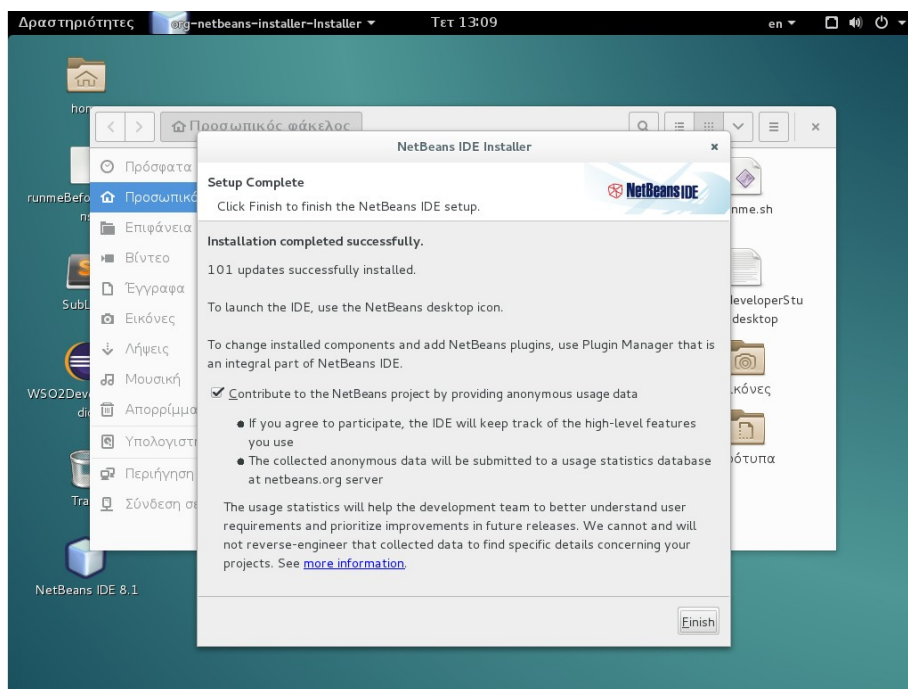 Δραστηριότητες
org-netbeans-installer-Installer
Τετ 13:09
en
Προσωπικός φάκελος
Πρόσφατα
Επιφάνεια
Βίντεο
Έγγραφα
Εικόνες
Λήψεις
Μουσική
Περιήγηση
Σύνδεση
NetBeans IDE 8.1
NetBeans IDE Installer
Setup Complete
NetBeans IDE
Click Finish to finish the NetBeans IDE setup.
Installation completed successfully.
101 updates successfully installed.
To launch the IDE, use the NetBeans desktop icon.
To change installed components and add NetBeans plugins, use Plugin Manager that is
an integral part of NetBeans IDE.
Contribute to the NetBeans project by providing anonymous usage data
If you agree to participate, the IDE will keep track of the high-level features
you use
The collected anonymous data will be submitted to a usage statistics database
at netbeans.org server
The usage statistics will help the development team to better understand user
requirements and prioritize improvements in future releases. We cannot and will
not reverse-engineer that collected data to find specific details concerning your
projects. See more information.
Finish
nme.sh
desktop